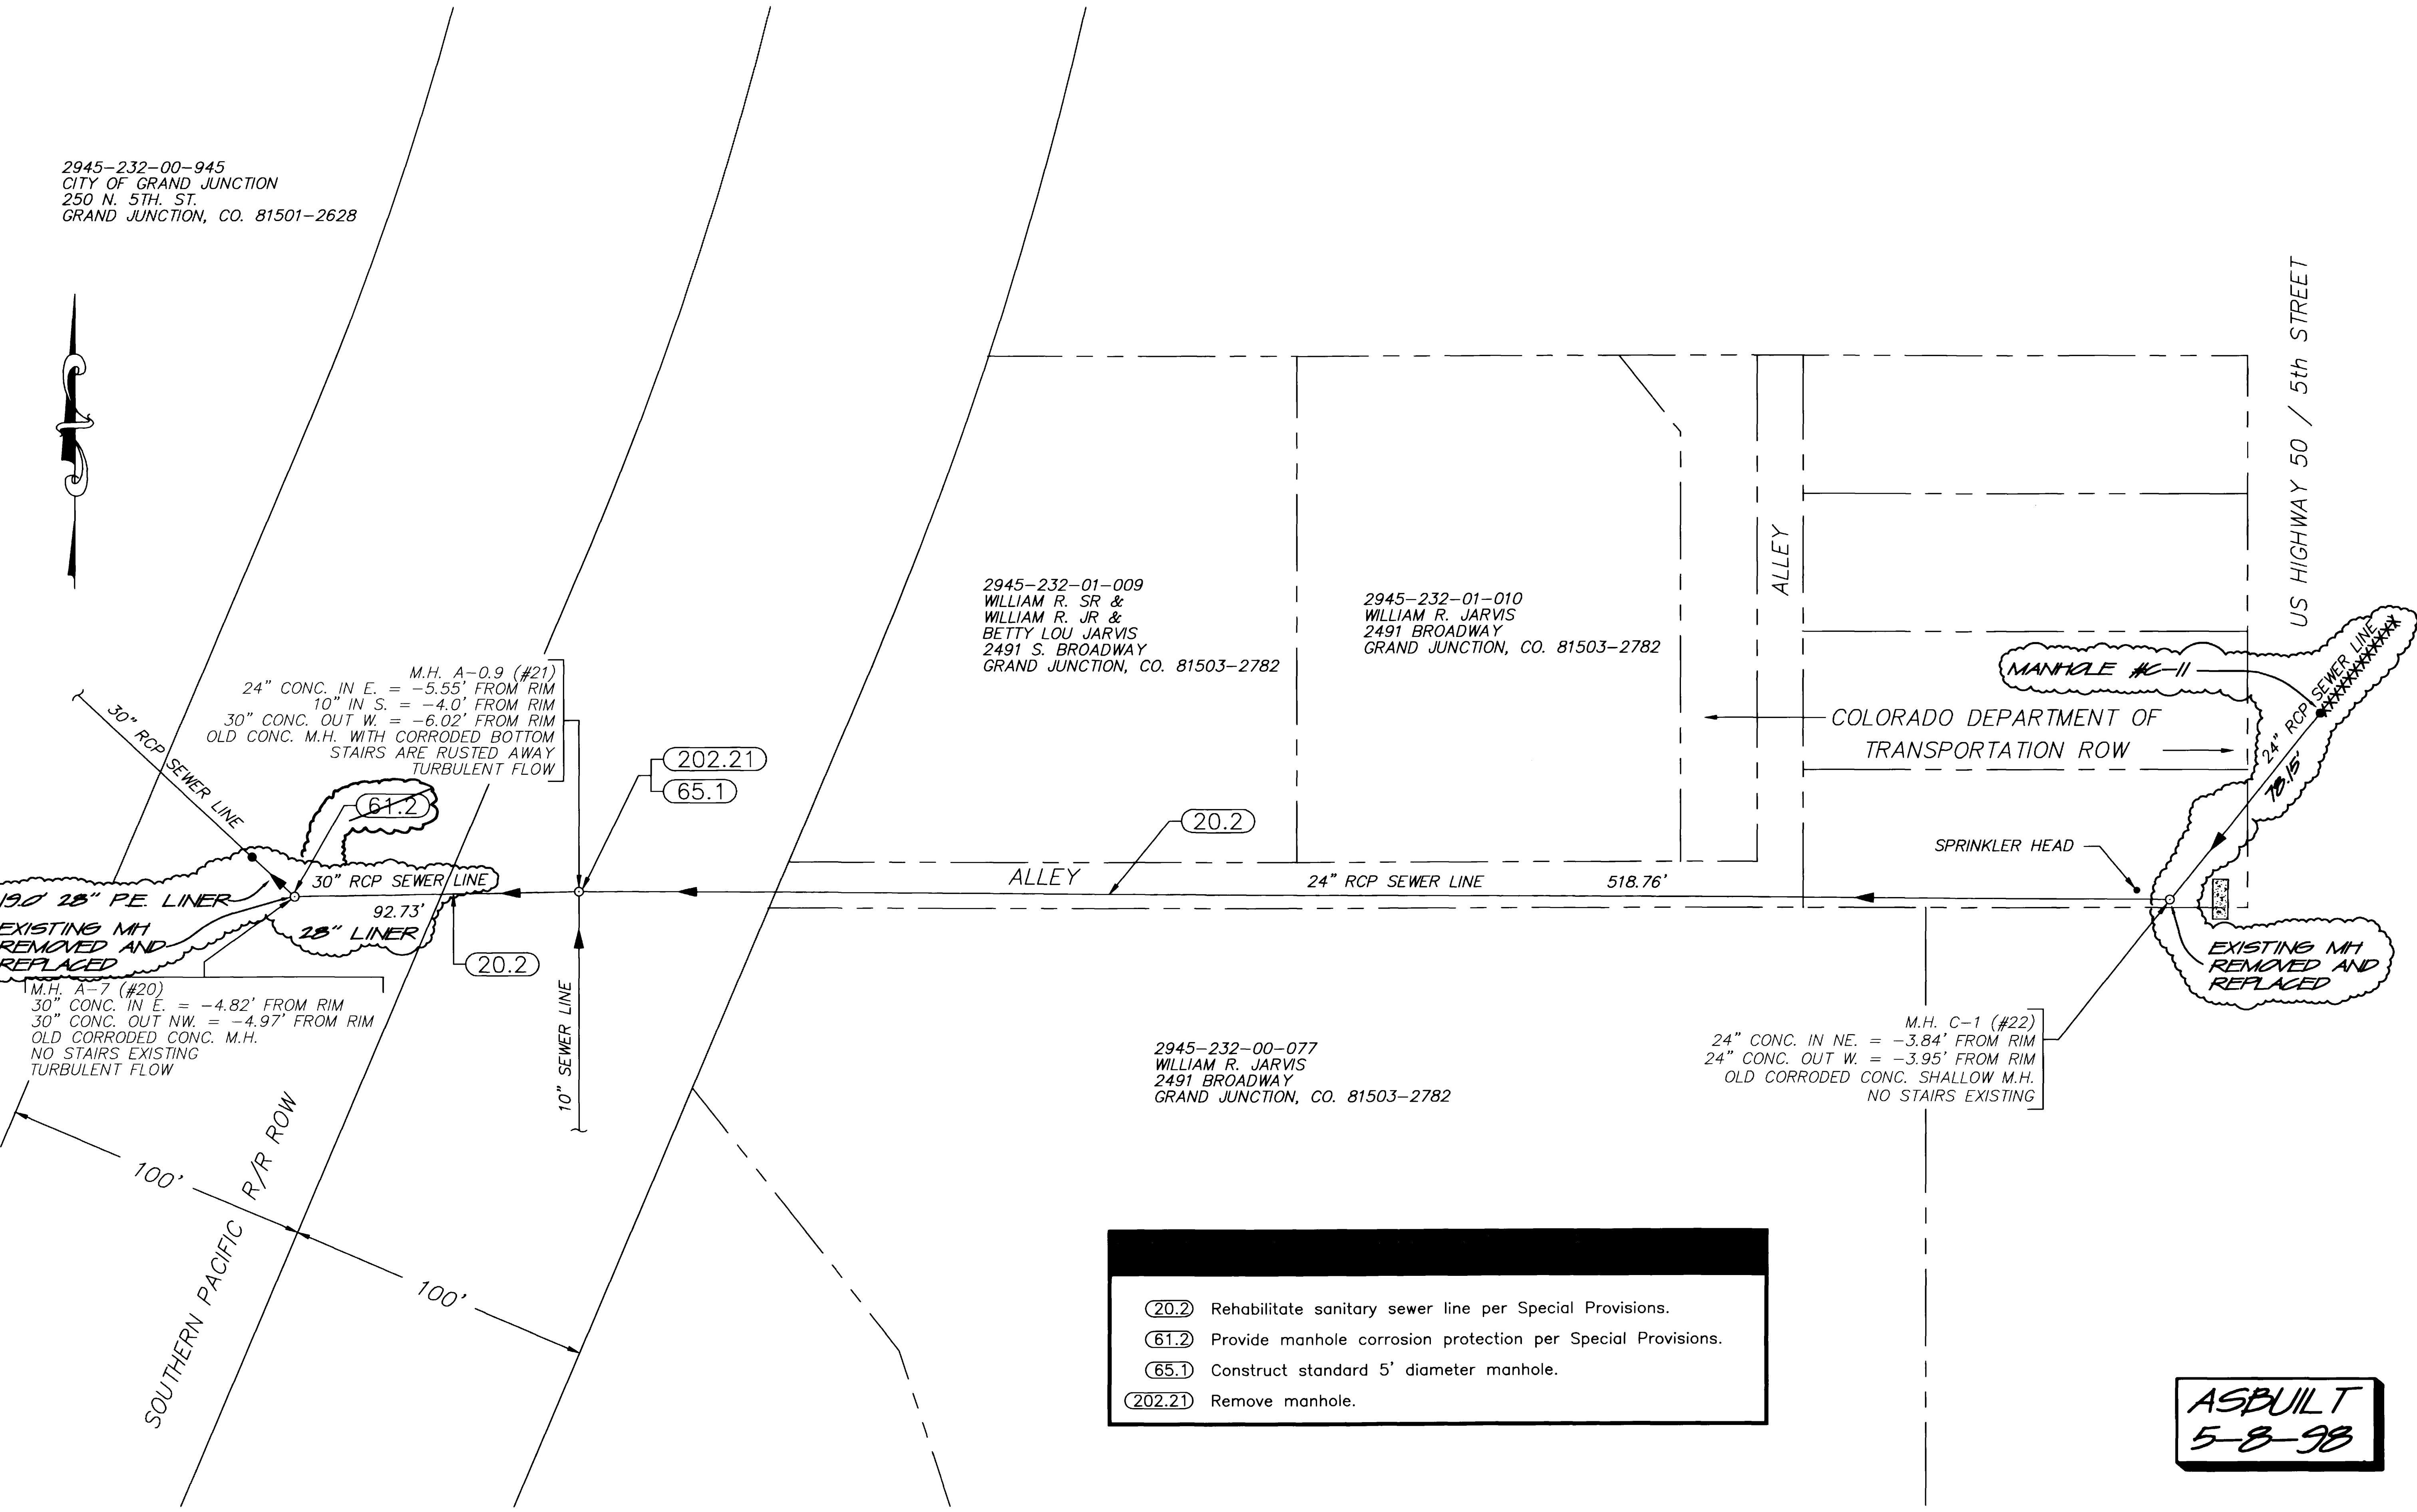 2945-232-00-945
CITY OF GRAND JUNCTION
250 N. 5TH. ST.
GRAND JUNCTION, CO. 81501-2628
US HIGHWAY 50 / 5th STREET
ALLEY
2945-232-01-009
WILLIAM R. SR &
WILLIAM R. JR &
BETTY LOU JARVIS
2491 S. BROADWAY
GRAND JUNCTION, CO. 81503-2782
2945-232-01-010
WILLIAM R. JARVIS
2491 BROADWAY
GRAND JUNCTION, CO. 81503-2782
MANHOLE #C-11
24" RCP SEWER LINE
XXXXXXXXXXXX
78.15'
COLORADO DEPARTMENT OF
TRANSPORTATION ROW
M.H. A-0.9 (#21)
24" CONC. IN E. = -5.55' FROM RIM
10" IN S. = -4.0' FROM RIM
30" CONC. OUT W. = -6.02' FROM RIM
OLD CONC. M.H. WITH CORRODED BOTTOM
STAIRS ARE RUSTED AWAY
TURBULENT FLOW
30" RCP SEWER LINE
202.21
65.1
61.2
20.2
SPRINKLER HEAD
30" RCP SEWER LINE
92.73'
28" LINER
20.2
ALLEY
24" RCP SEWER LINE
518.76'
190' 28" P.E. LINER
EXISTING MH
REMOVED AND
REPLACED
EXISTING MH
REMOVED AND
REPLACED
M.H. A-7 (#20)
30" CONC. IN E. = -4.82' FROM RIM
30" CONC. OUT NW. = -4.97' FROM RIM
OLD CORRODED CONC. M.H.
NO STAIRS EXISTING
TURBULENT FLOW
10" SEWER LINE
2945-232-00-077
WILLIAM R. JARVIS
2491 BROADWAY
GRAND JUNCTION, CO. 81503-2782
M.H. C-1 (#22)
24" CONC. IN NE. = -3.84' FROM RIM
24" CONC. OUT W. = -3.95' FROM RIM
OLD CORRODED CONC. SHALLOW M.H.
NO STAIRS EXISTING
100'
SOUTHERN PACIFIC R/R ROW
100'
20.2 Rehabilitate sanitary sewer line per Special Provisions.
61.2 Provide manhole corrosion protection per Special Provisions.
65.1 Construct standard 5' diameter manhole.
202.21 Remove manhole.
ASBUILT
5-8-98